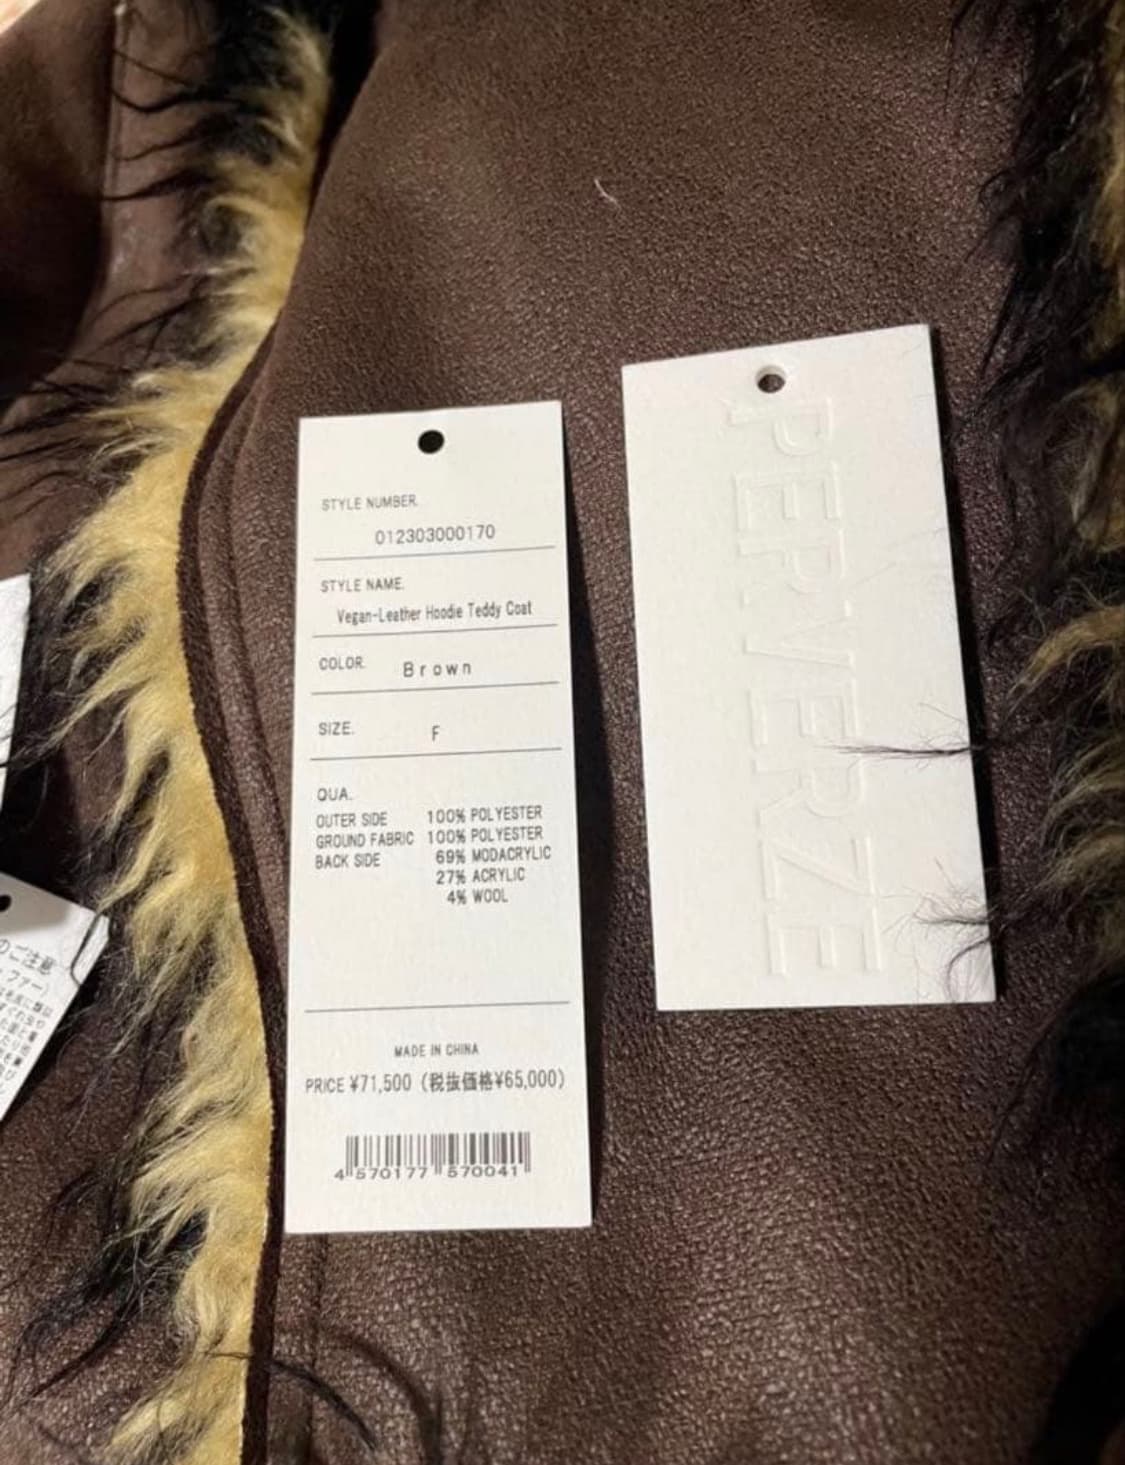 STYLE NUMBER.
012303000170
STYLE NAME.
Vegan-Leather Hoodie Teddy Coat
COLOR. Brown
SIZE. F
QUA.
OUTER SIDE 100% POLYESTER
GROUND FABRIC 100% POLYESTER
BACK SIDE 69% MODACRYLIC
27% ACRYLIC
4% WOOL
MADE IN CHINA
PRICE ¥71,500 (税抜価格¥65,000)
4 570177 570041
PERVERZE
のご注意
ファー)